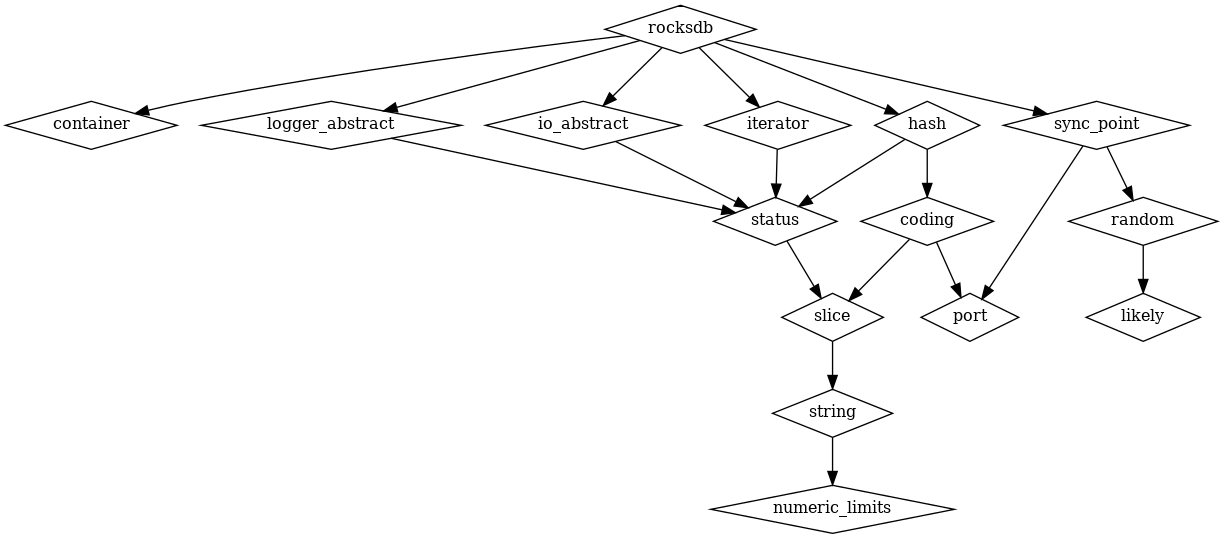 rocksdb
container
logger_abstract
io_abstract
iterator
hash
sync_point
status
coding
random
slice
port
likely
string
numeric_limits